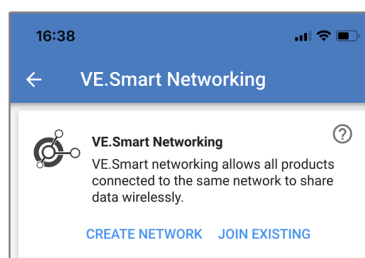 16:38
VE.Smart Networking
VE.Smart Networking
VE.Smart networking allows all products
connected to the same network to share
data wirelessly.
CREATE NETWORK JOIN EXISTING